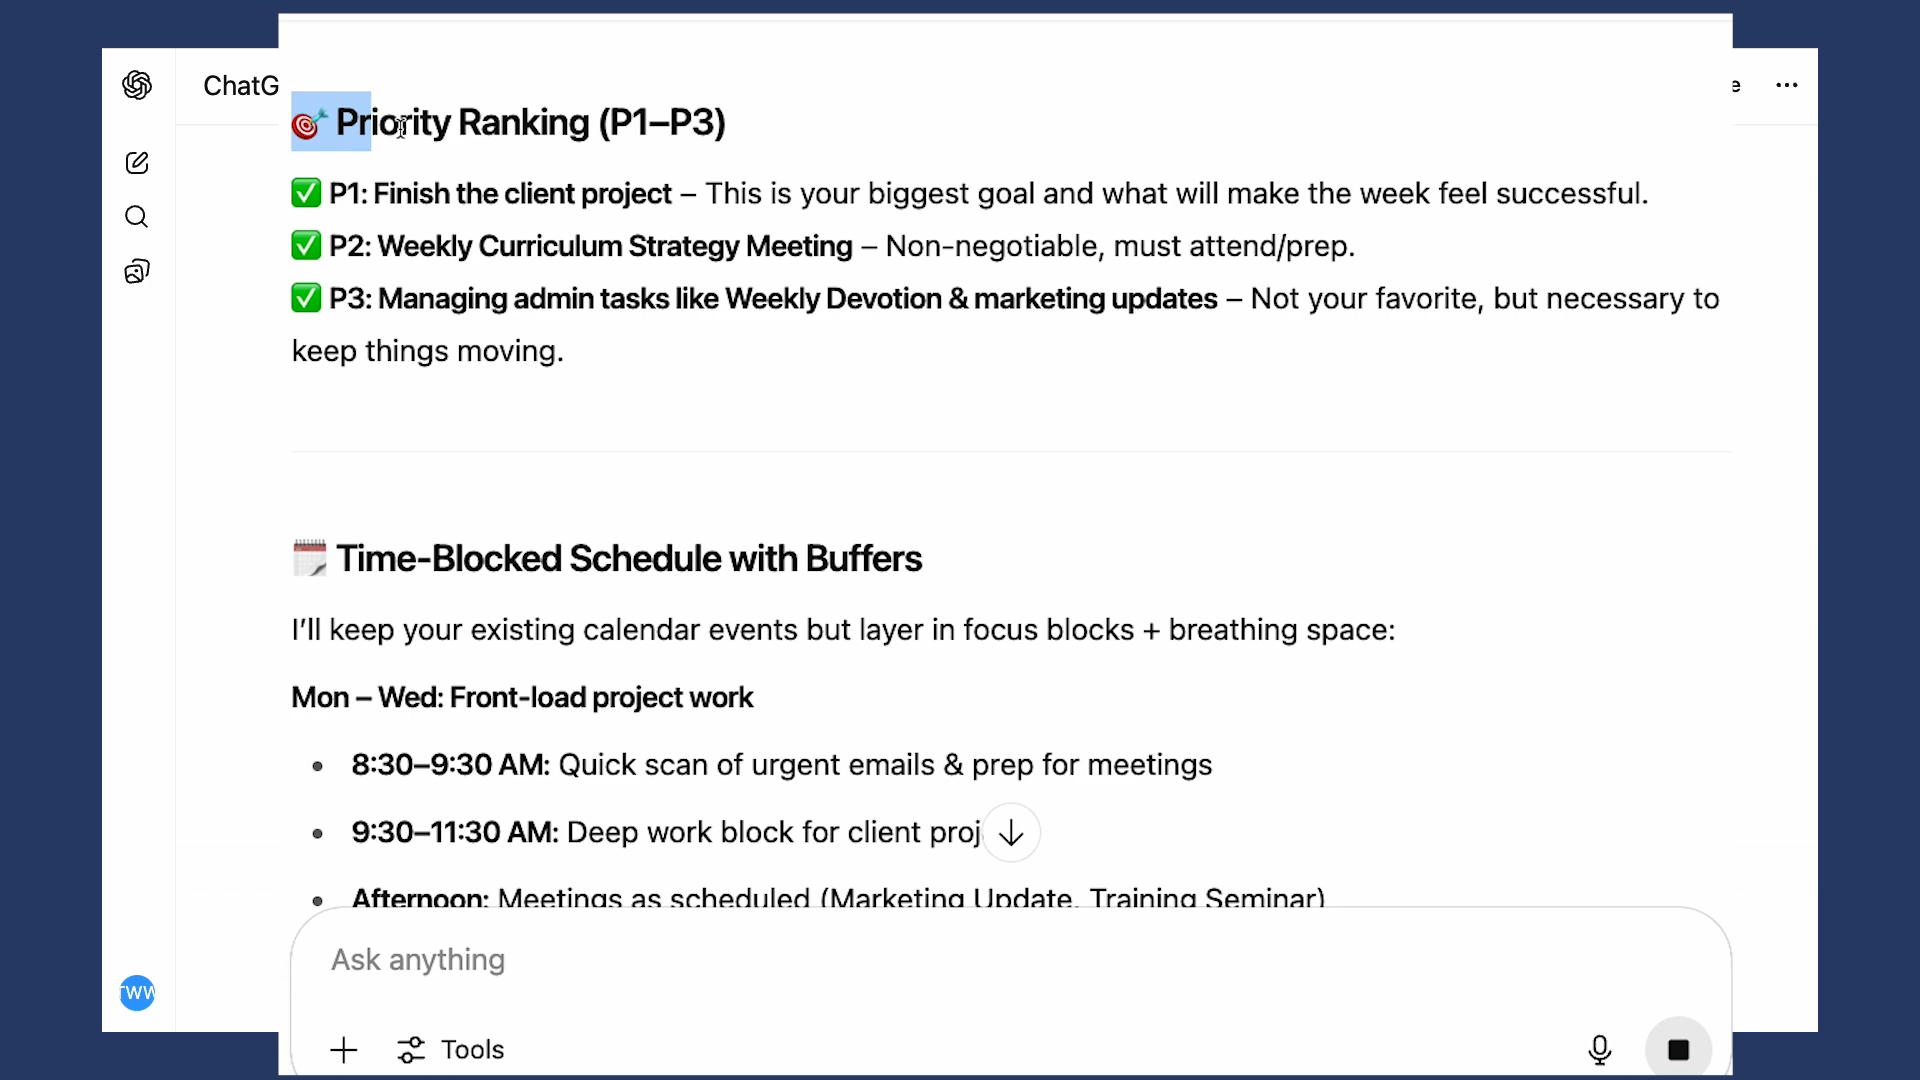 ChatG
🎯 Priority Ranking (P1–P3)
✅ P1: Finish the client project – This is your biggest goal and what will make the week feel successful.
✅ P2: Weekly Curriculum Strategy Meeting – Non-negotiable, must attend/prep.
✅ P3: Managing admin tasks like Weekly Devotion & marketing updates – Not your favorite, but necessary to
keep things moving.
🗓️ Time-Blocked Schedule with Buffers
I’ll keep your existing calendar events but layer in focus blocks + breathing space:
Mon – Wed: Front-load project work
• 8:30–9:30 AM: Quick scan of urgent emails & prep for meetings
• 9:30–11:30 AM: Deep work block for client proj
• Afternoon: Meetings as scheduled (Marketing Update, Training Seminar)
Ask anything
TWW
Tools